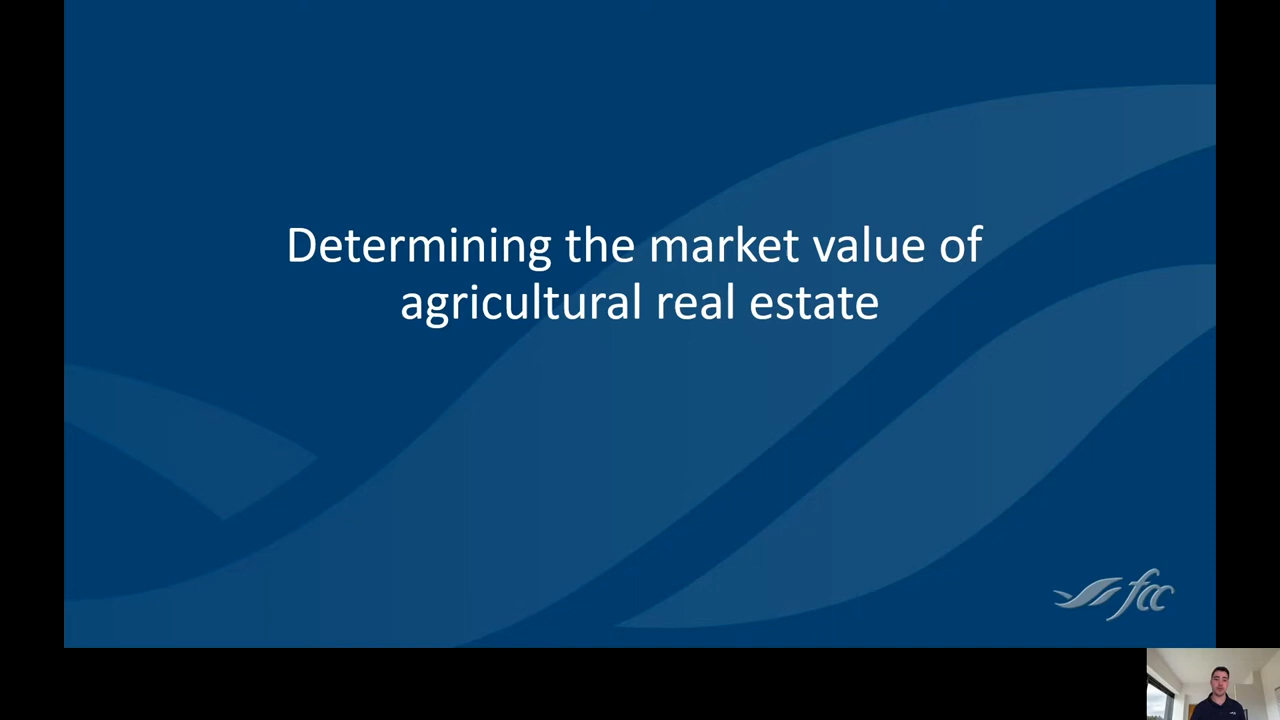 Determining the market value of
agricultural real estate
fcc